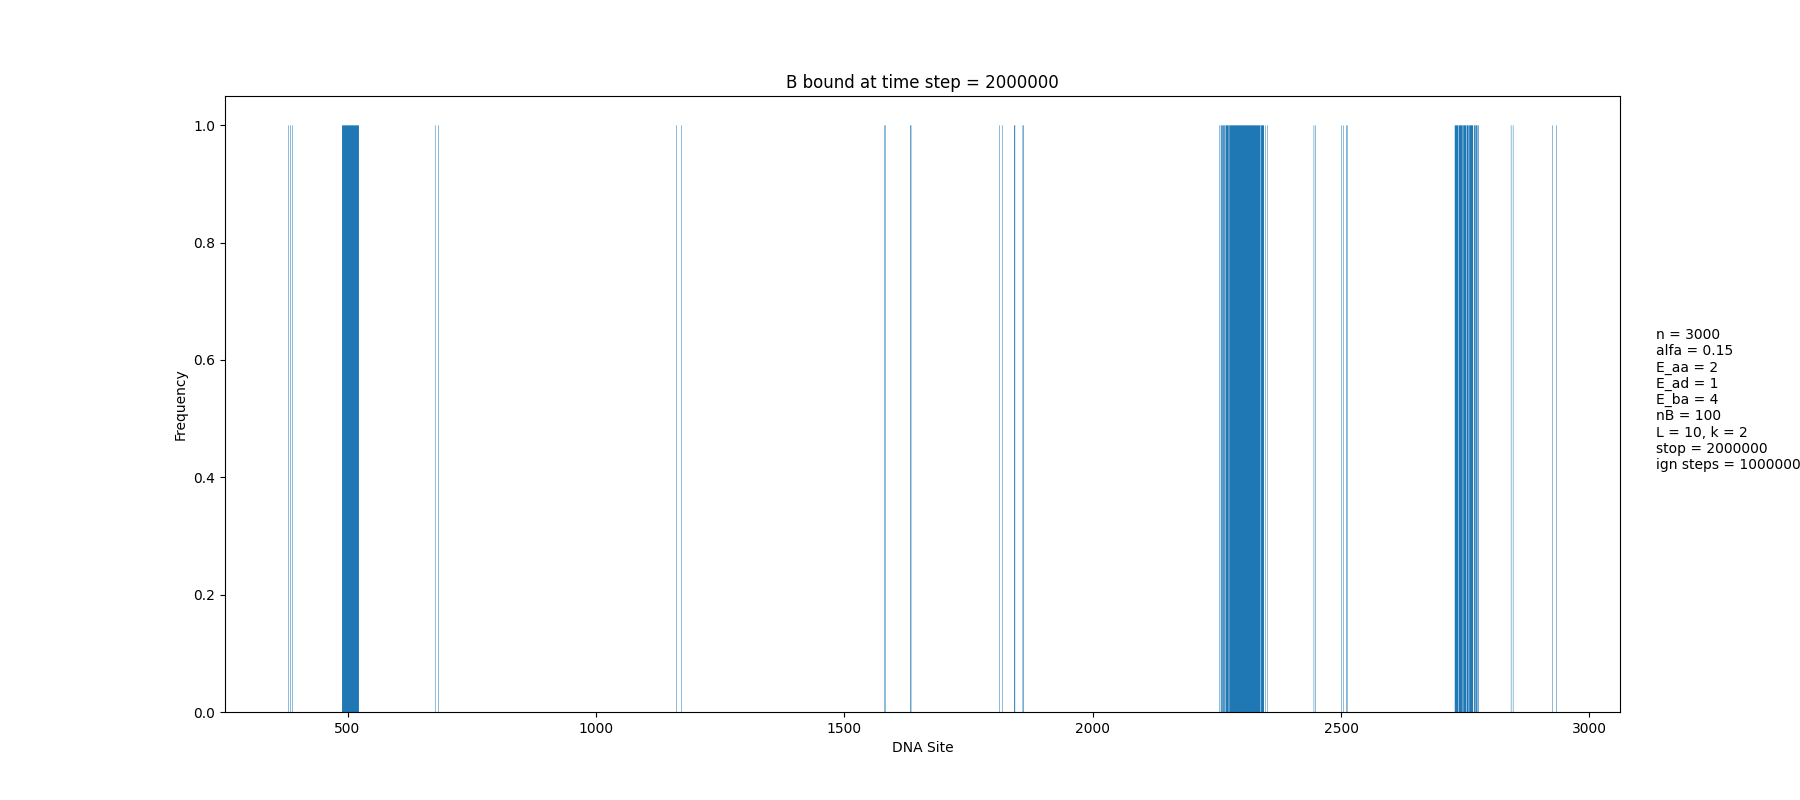 B bound at time step = 2000000
1.0
0.8
0.6
0.4
0.2
0.0
Frequency
500
1000
1500
2000
2500
3000
DNA Site
n = 3000
alfa = 0.15
E_aa = 2
E_ad = 1
E_ba = 4
nB = 100
L = 10, k = 2
stop = 2000000
ign steps = 1000000